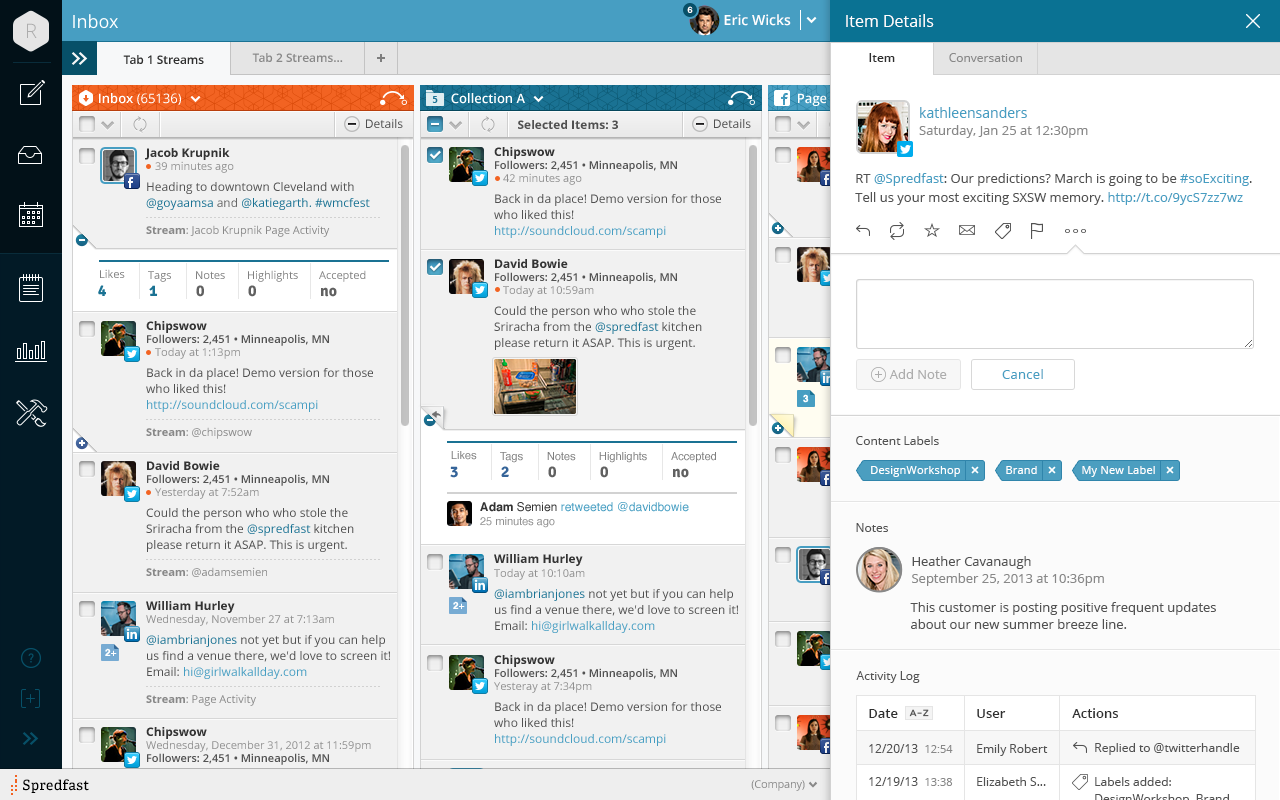 R
Inbox
6
Eric Wicks
Tab 1 Streams
Tab 2 Streams...
+
Inbox (65136)
Details
Jacob Krupnik
39 minutes ago
Heading to downtown Cleveland with
@goyaamsa and @katiegarth. #wmcfest
Stream: Jacob Krupnik Page Activity
Likes Tags Notes Highlights Accepted
4 1 0 0 no
Chipswow
Followers: 2,451 • Minneapolis, MN
Today at 1:13pm
Back in da place! Demo version for those
who liked this!
http://soundcloud.com/scampi
Stream: @chipswow
David Bowie
Followers: 2,451 • Minneapolis, MN
Yesterday at 7:52am
Could the person who who stole the
Sriracha from the @spredfast kitchen
please return it ASAP. This is urgent.
Stream: @adamsemien
William Hurley
Wednesday, November 27 at 7:13am
2+
@iambrianjones not yet but if you can help
us find a venue there, we'd love to screen it!
Email: hi@girlwalkallday.com
Stream: Page Activity
Chipswow
Wednesday, December 31, 2012 at 11:59pm
Followers: 2,451 • Minneapolis, MN
5
Collection A
Selected Items: 3
Details
Chipswow
Followers: 2,451 • Minneapolis, MN
42 minutes ago
Back in da place! Demo version for those
who liked this!
http://soundcloud.com/scampi
David Bowie
Followers: 2,451 • Minneapolis, MN
Today at 10:59am
Could the person who who stole the
Sriracha from the @spredfast kitchen
please return it ASAP. This is urgent.
Likes Tags Notes Highlights Accepted
3 2 0 0 no
Adam Semien retweeted @davidbowie
25 minutes ago
William Hurley
Today at 10:10am
2+
@iambrianjones not yet but if you can help
us find a venue there, we'd love to screen it!
Email: hi@girlwalkallday.com
Chipswow
Followers: 2,451 • Minneapolis, MN
Yesteray at 7:34pm
Back in da place! Demo version for those
who liked this!
http://soundcloud.com/scampi
Page
3
Item Details
Item
Conversation
kathleensanders
Saturday, Jan 25 at 12:30pm
RT @Spredfast: Our predictions? March is going to be #soExciting.
Tell us your most exciting SXSW memory. http://t.co/9ycS7zz7wz
Add Note
Cancel
Content Labels
DesignWorkshop × Brand × My New Label ×
Notes
Heather Cavanaugh
September 25, 2013 at 10:36pm
This customer is posting positive frequent updates
about our new summer breeze line.
Activity Log
Date A-Z User Actions
12/20/13 12:54 Emily Robert Replied to @twitterhandle
12/19/13 13:38 Elizabeth S... Labels added:
DesignWorkshop, Brand
Spredfast
(Company)